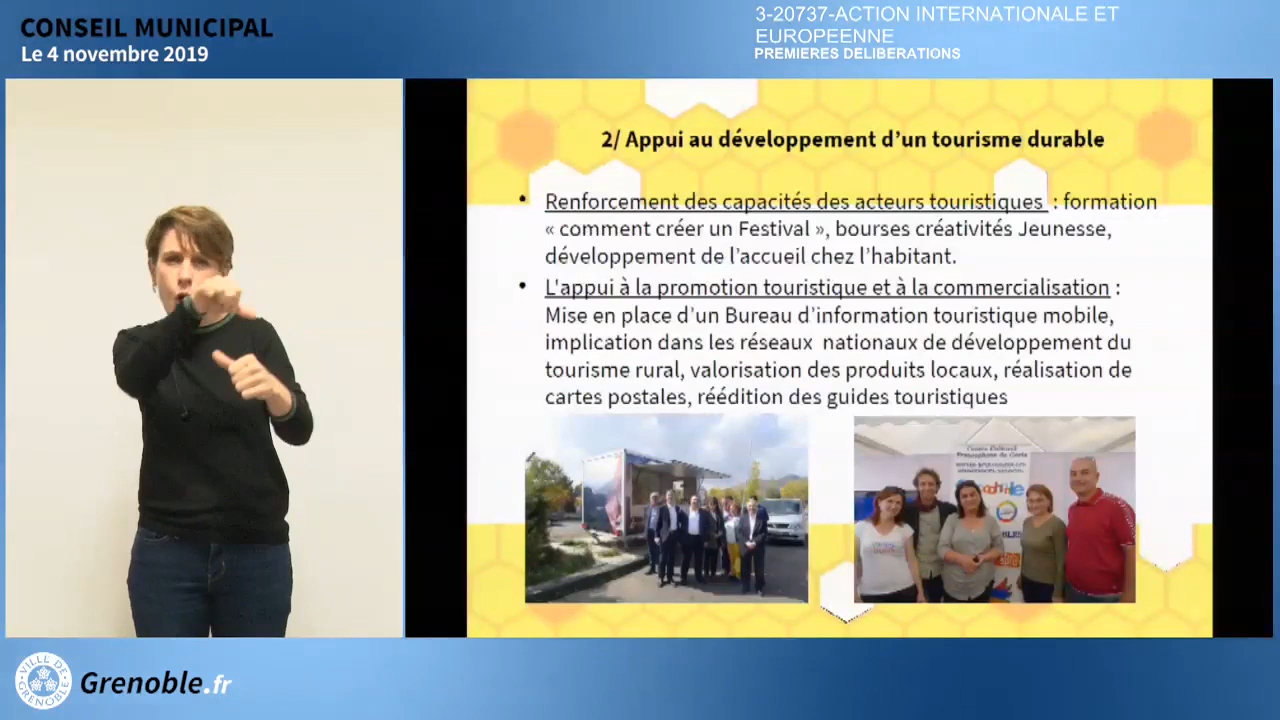 CONSEIL MUNICIPAL
Le 4 novembre 2019
3-20737-ACTION INTERNATIONALE ET
EUROPEENNE
PREMIERES DELIBERATIONS
2/ Appui au développement d'un tourisme durable
• Renforcement des capacités des acteurs touristiques : formation
« comment créer un Festival », bourses créativités Jeunesse,
développement de l'accueil chez l'habitant.
• L'appui à la promotion touristique et à la commercialisation :
Mise en place d'un Bureau d'information touristique mobile,
implication dans les réseaux nationaux de développement du
tourisme rural, valorisation des produits locaux, réalisation de
cartes postales, réédition des guides touristiques
VILLE DE
GRENOBLE
Grenoble.fr